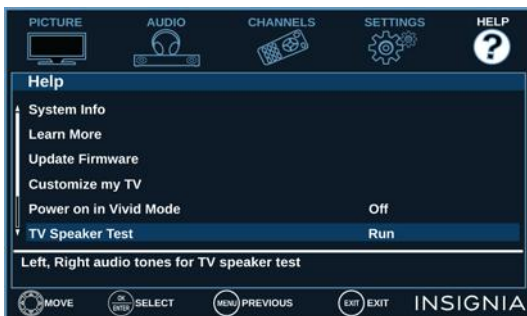 PICTURE AUDIO CHANNELS SETTINGS HELP
?
Help
System Info
Learn More
Update Firmware
Customize my TV
Power on in Vivid Mode Off
TV Speaker Test Run
Left, Right audio tones for TV speaker test
MOVE OK ENTER SELECT MENU PREVIOUS EXIT EXIT INSIGNIA